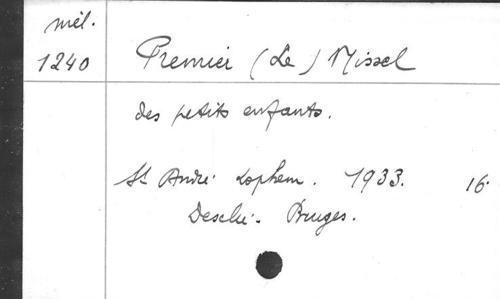 mél.
1240
Premier (Le) Missel
des petits enfants.
St André Lophem. 1933. 16°
Desclée. Bruges.